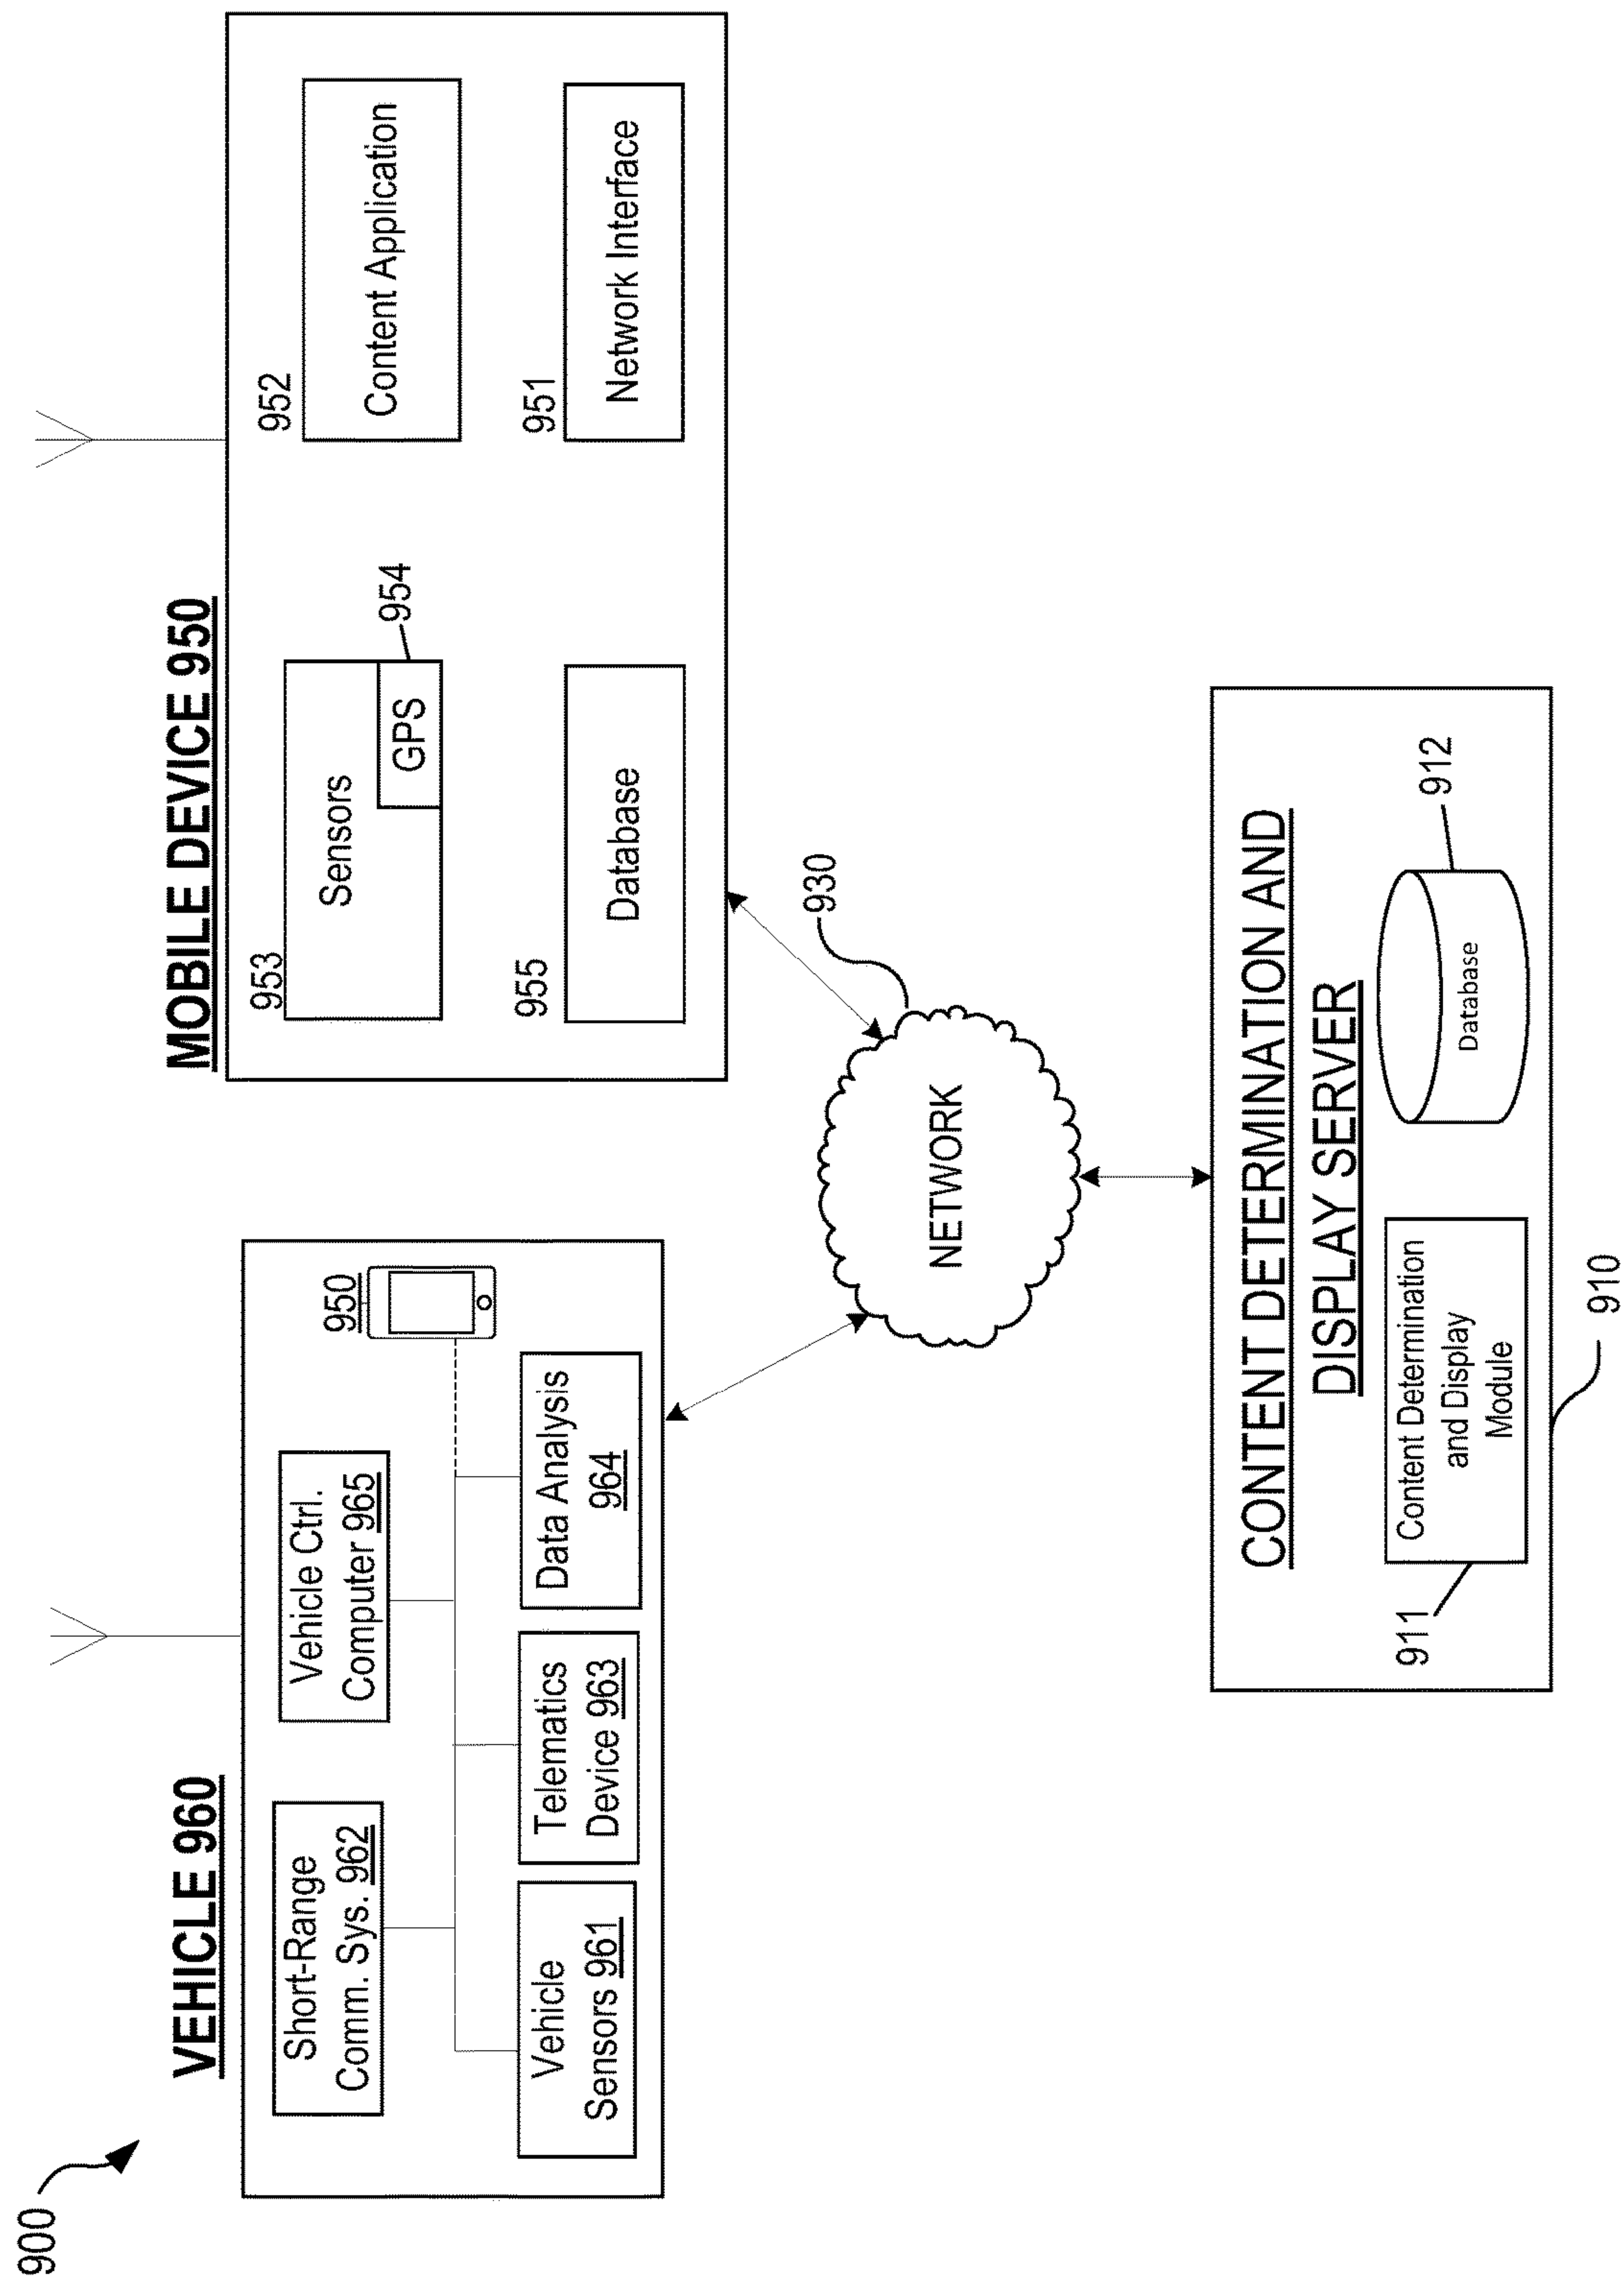 900
VEHICLE 960
Short-Range
Comm. Sys. 962
Vehicle Ctrl.
Computer 965
950
Vehicle
Sensors 961
Telematics
Device 963
Data Analysis
964
MOBILE DEVICE 950
953
Sensors
GPS
954
952
Content Application
955
Database
951
Network Interface
NETWORK
930
CONTENT DETERMINATION AND
DISPLAY SERVER
911
Content Determination
and Display
Module
Database
912
910